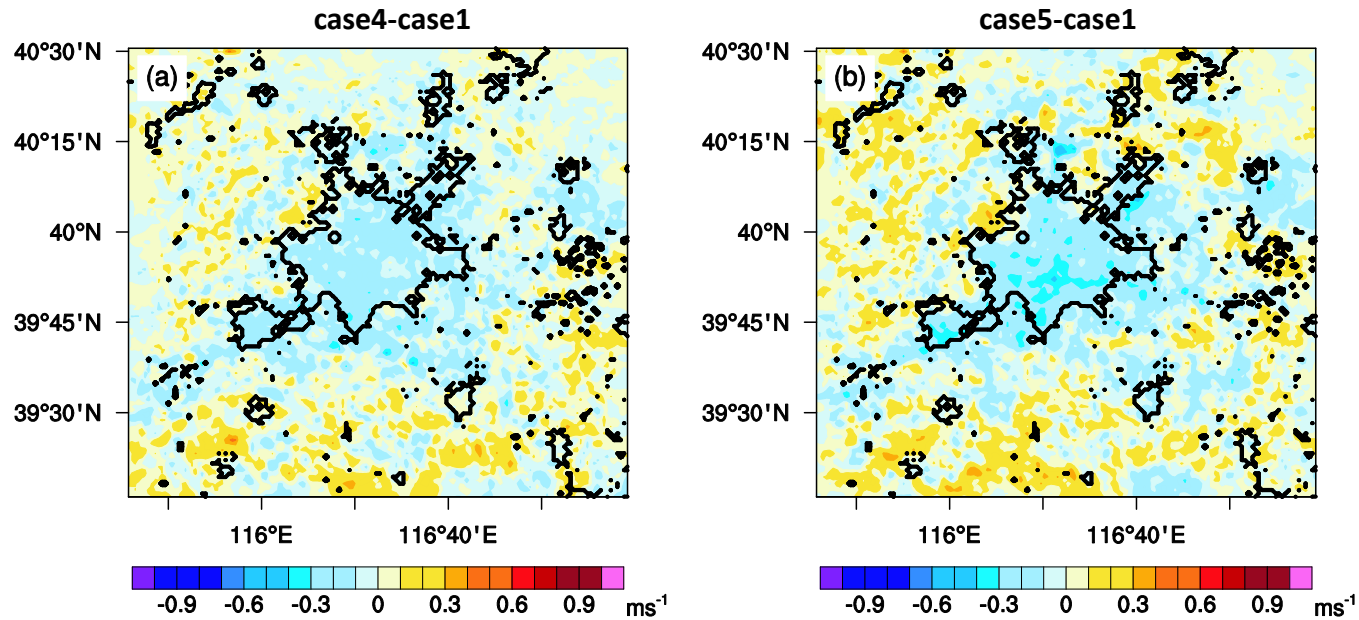 case4-case1
case5-case1
(a)
(b)
40°30'N
40°15'N
40°N
39°45'N
39°30'N
116°E
116°40'E
40°30'N
40°15'N
40°N
39°45'N
39°30'N
116°E
116°40'E
-0.9 -0.6 -0.3 0 0.3 0.6 0.9 ms⁻¹
-0.9 -0.6 -0.3 0 0.3 0.6 0.9 ms⁻¹